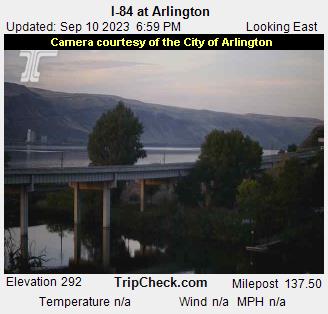 I-84 at Arlington
Updated: Sep 10 2023 6:59 PM Looking East
Camera courtesy of the City of Arlington
Elevation 292 TripCheck.com Milepost 137.50
Temperature n/a Wind n/a MPH n/a